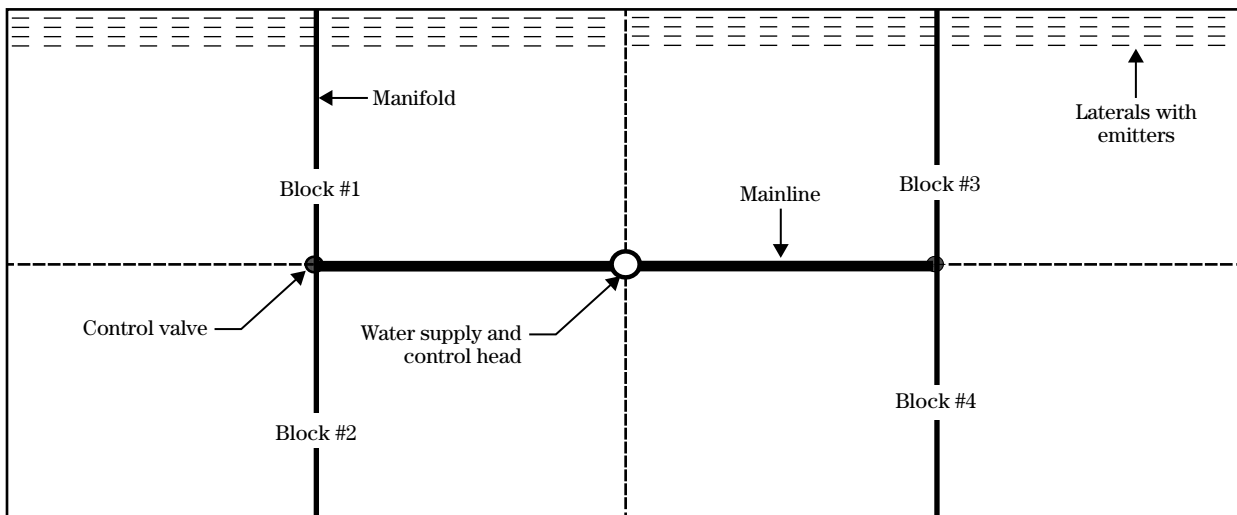 Manifold
Laterals with
emitters
Block #1
Block #3
Mainline
Control valve
Water supply and
control head
Block #4
Block #2